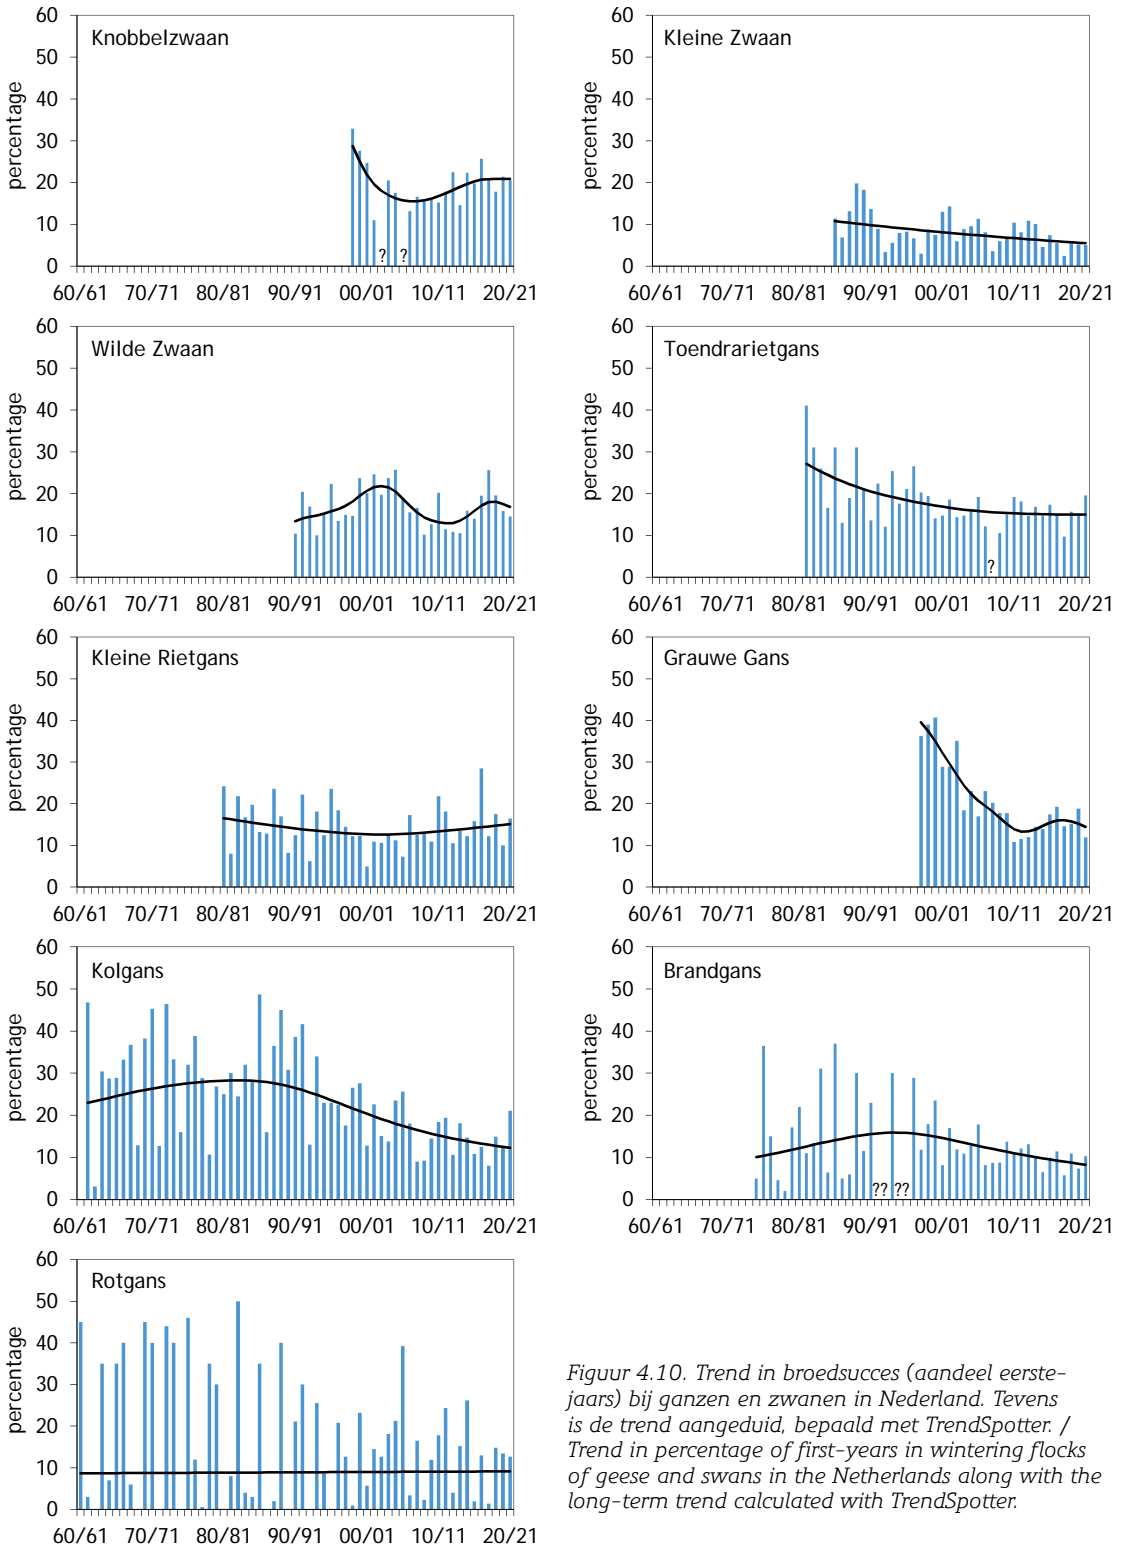 Knobbelzwaan
percentage
60
50
40
30
20
10
0
? ?
60/61 70/71 80/81 90/91 00/01 10/11 20/21
Kleine Zwaan
percentage
60
50
40
30
20
10
0
60/61 70/71 80/81 90/91 00/01 10/11 20/21
Wilde Zwaan
percentage
60
50
40
30
20
10
0
60/61 70/71 80/81 90/91 00/01 10/11 20/21
Toendrarietgans
percentage
60
50
40
30
20
10
0
?
60/61 70/71 80/81 90/91 00/01 10/11 20/21
Kleine Rietgans
percentage
60
50
40
30
20
10
0
60/61 70/71 80/81 90/91 00/01 10/11 20/21
Grauwe Gans
percentage
60
50
40
30
20
10
0
60/61 70/71 80/81 90/91 00/01 10/11 20/21
Kolgans
percentage
60
50
40
30
20
10
0
60/61 70/71 80/81 90/91 00/01 10/11 20/21
Brandgans
percentage
60
50
40
30
20
10
0
?? ??
60/61 70/71 80/81 90/91 00/01 10/11 20/21
Rotgans
percentage
60
50
40
30
20
10
0
60/61 70/71 80/81 90/91 00/01 10/11 20/21
Figuur 4.10. Trend in broedsucces (aandeel eerste-
jaars) bij ganzen en zwanen in Nederland. Tevens
is de trend aangeduid, bepaald met TrendSpotter. /
Trend in percentage of first-years in wintering flocks
of geese and swans in the Netherlands along with the
long-term trend calculated with TrendSpotter.